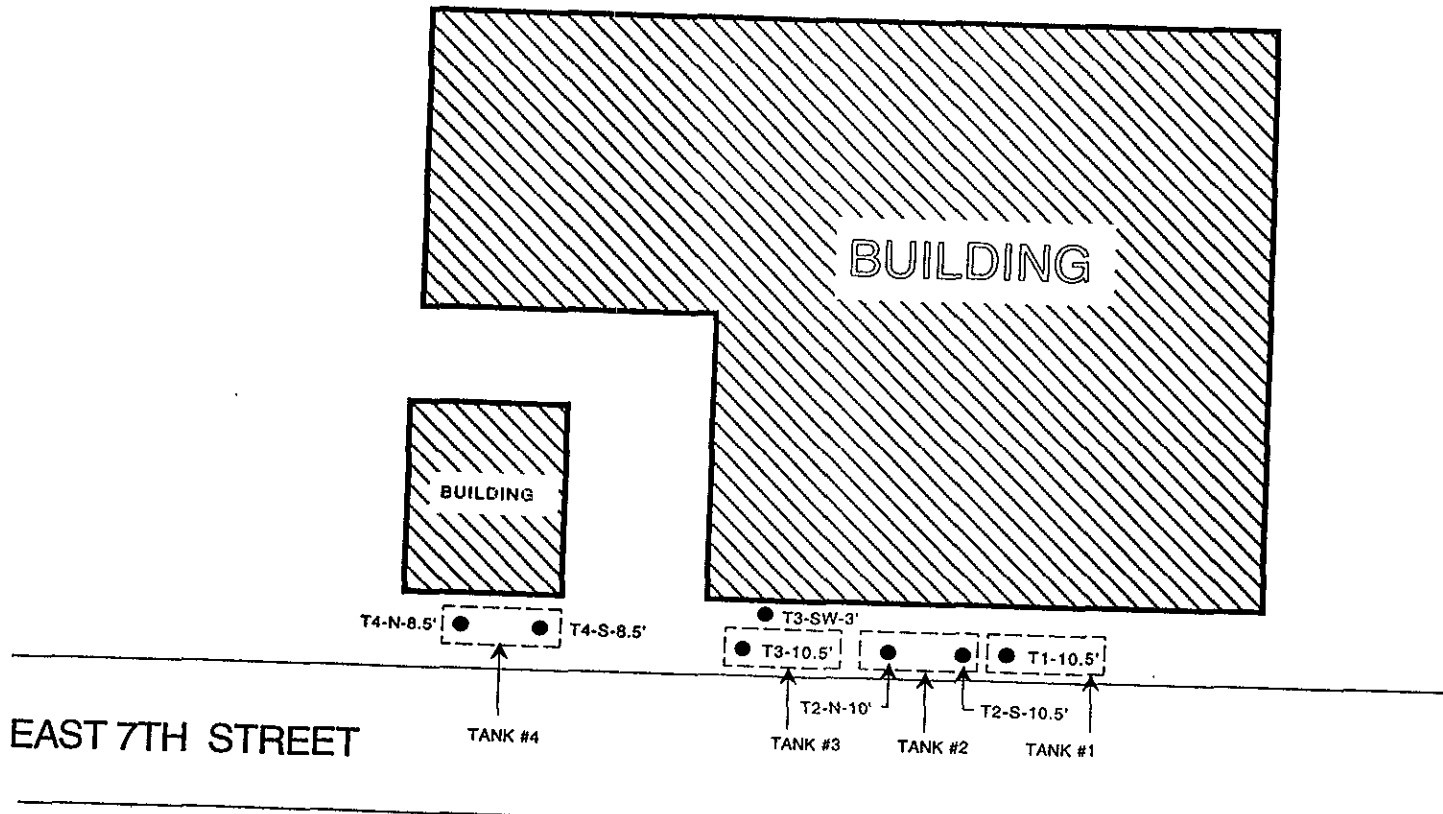 BUILDING
BUILDING
T4-N-8.5'
T4-S-8.5'
T3-SW-3'
T3-10.5'
T1-10.5'
T2-N-10'
T2-S-10.5'
EAST 7TH STREET
TANK #4
TANK #3
TANK #2
TANK #1